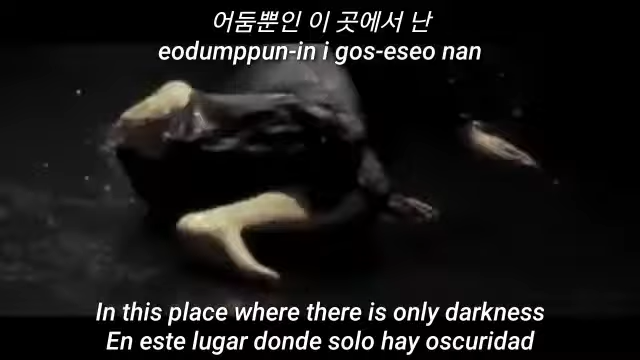 어둠뿐인 이 곳에서 난
eodumppun-in i gos-eseo nan
In this place where there is only darkness
En este lugar donde solo hay oscuridad